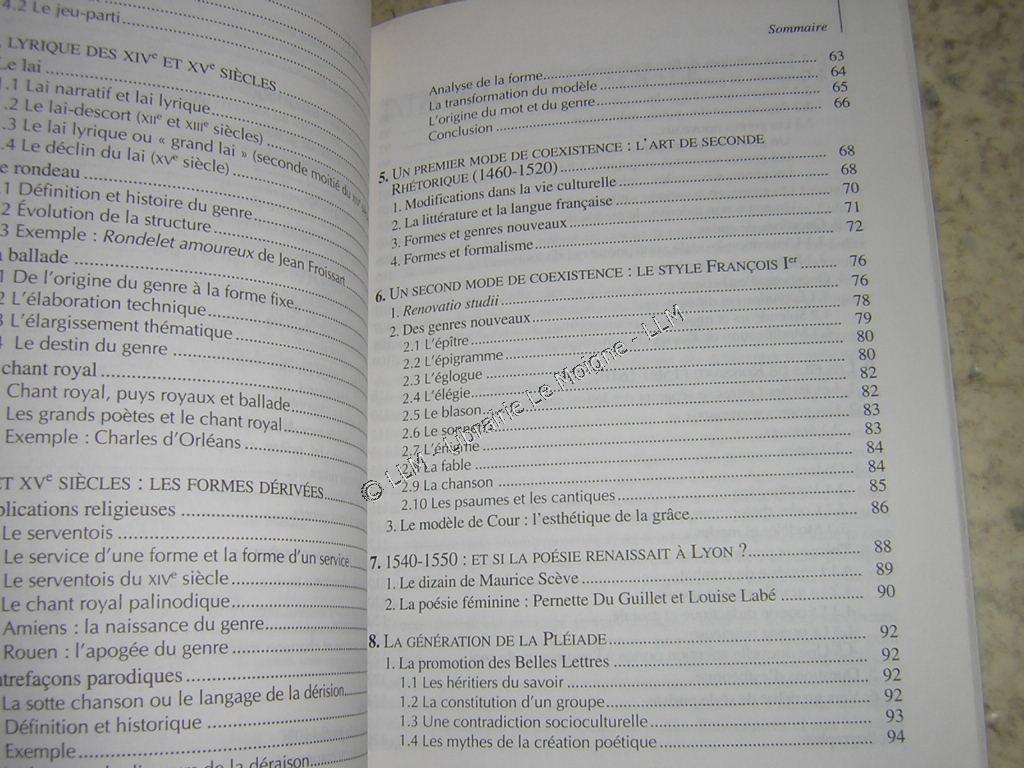 4.2 Le jeu-parti
LYRIQUE DES XIVe ET XVe SIÈCLES
Le lai
1.1 Lai narratif et lai lyrique
1.2 Le lai-descort (XIIe et XIIIe siècles)
.3 Le lai lyrique ou « grand lai » (seconde moitié du
.4 Le déclin du lai (XVe siècle)
e rondeau
.1 Définition et histoire du genre
2 Évolution de la structure
3 Exemple : Rondelet amoureux de Jean Froissart
a ballade
1 De l'origine du genre à la forme fixe
2 L'élaboration technique
3 L'élargissement thématique
4 Le destin du genre
chant royal
Chant royal, puys royaux et ballade
Les grands poètes et le chant royal
Exemple : Charles d'Orléans
ET XVe SIÈCLES : LES FORMES DÉRIVÉES
plications religieuses
Le serventois
Le service d'une forme et la forme d'un service
Le serventois du XIVe siècle
Le chant royal palinodique
Amiens : la naissance du genre
Rouen : l'apogée du genre
ntrefaçons parodiques
La sotte chanson ou le langage de la dérision
Définition et historique
Exemple
de la déraison
Sommaire
Analyse de la forme 63
La transformation du modèle 64
L'origine du mot et du genre 65
Conclusion 66
5. UN PREMIER MODE DE COEXISTENCE : L'ART DE SECONDE
RHÉTORIQUE (1460-1520) 68
1. Modifications dans la vie culturelle 68
2. La littérature et la langue française 70
3. Formes et genres nouveaux 71
4. Formes et formalisme 72
6. UN SECOND MODE DE COEXISTENCE : LE STYLE FRANÇOIS Ier 76
1. Renovatio studii 76
2. Des genres nouveaux 78
2.1 L'épître 79
2.2 L'épigramme 80
2.3 L'églogue 80
2.4 L'élégie 82
2.5 Le blason 82
2.6 Le sonnet 83
2.7 L'énigme 83
2.8 La fable 84
2.9 La chanson 84
2.10 Les psaumes et les cantiques 85
3. Le modèle de Cour : l'esthétique de la grâce 86
7. 1540-1550 : ET SI LA POÉSIE RENAISSAIT À LYON ? 88
1. Le dizain de Maurice Scève 89
2. La poésie féminine : Pernette Du Guillet et Louise Labé 90
8. LA GÉNÉRATION DE LA PLÉIADE 92
1. La promotion des Belles Lettres 92
1.1 Les héritiers du savoir 92
1.2 La constitution d'un groupe 92
1.3 Une contradiction socioculturelle 93
1.4 Les mythes de la création poétique 94
© LLM - Librairie Le Moigne - LLM